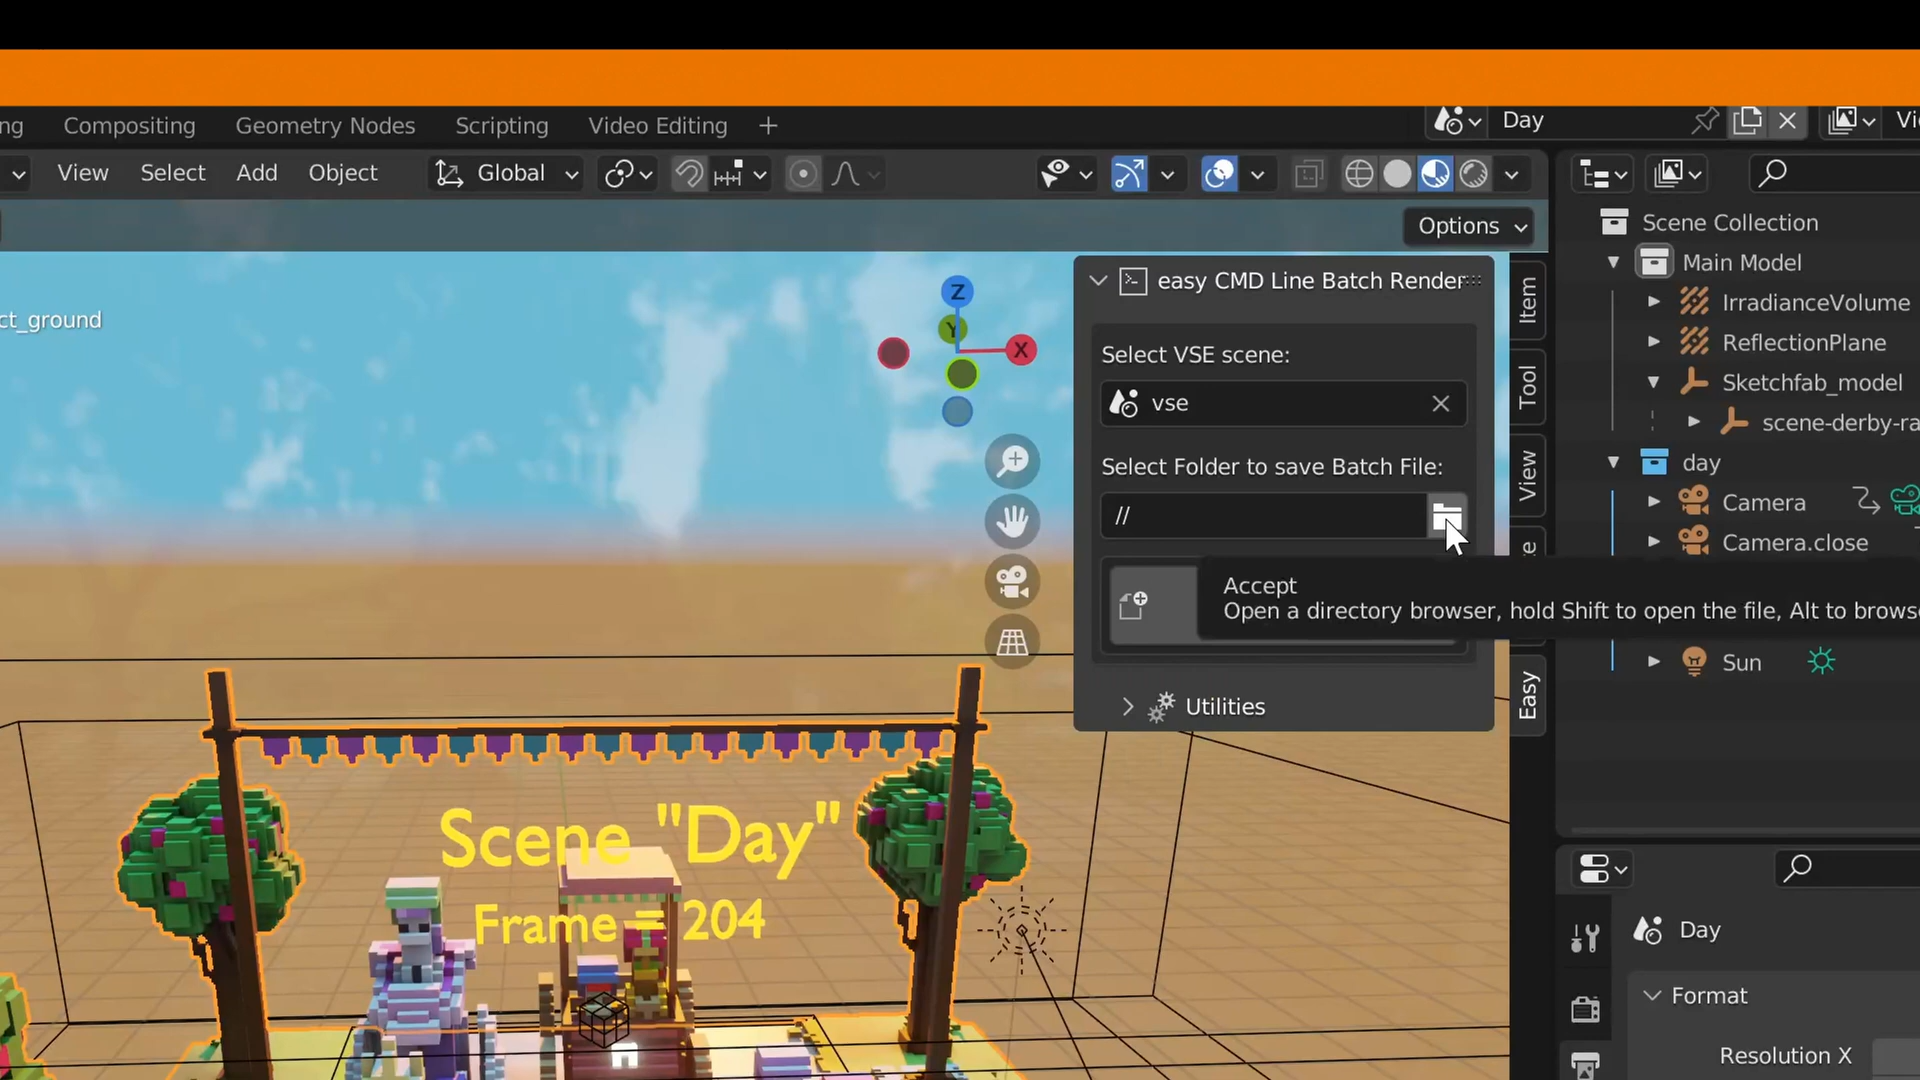 ng Compositing Geometry Nodes Scripting Video Editing + Day Vi
View Select Add Object Global
Options
Scene Collection
Main Model
IrradianceVolume
ReflectionPlane
Sketchfab_model
scene-derby-ra
day
Camera
Camera.close
Sun
ct_ground
Z
Y
X
easy CMD Line Batch Render
Select VSE scene:
vse
Select Folder to save Batch File:
//
Accept
Open a directory browser, hold Shift to open the file, Alt to brows
Utilities
Item
Tool
View
te
Easy
Scene "Day"
Frame = 204
Day
Format
Resolution X